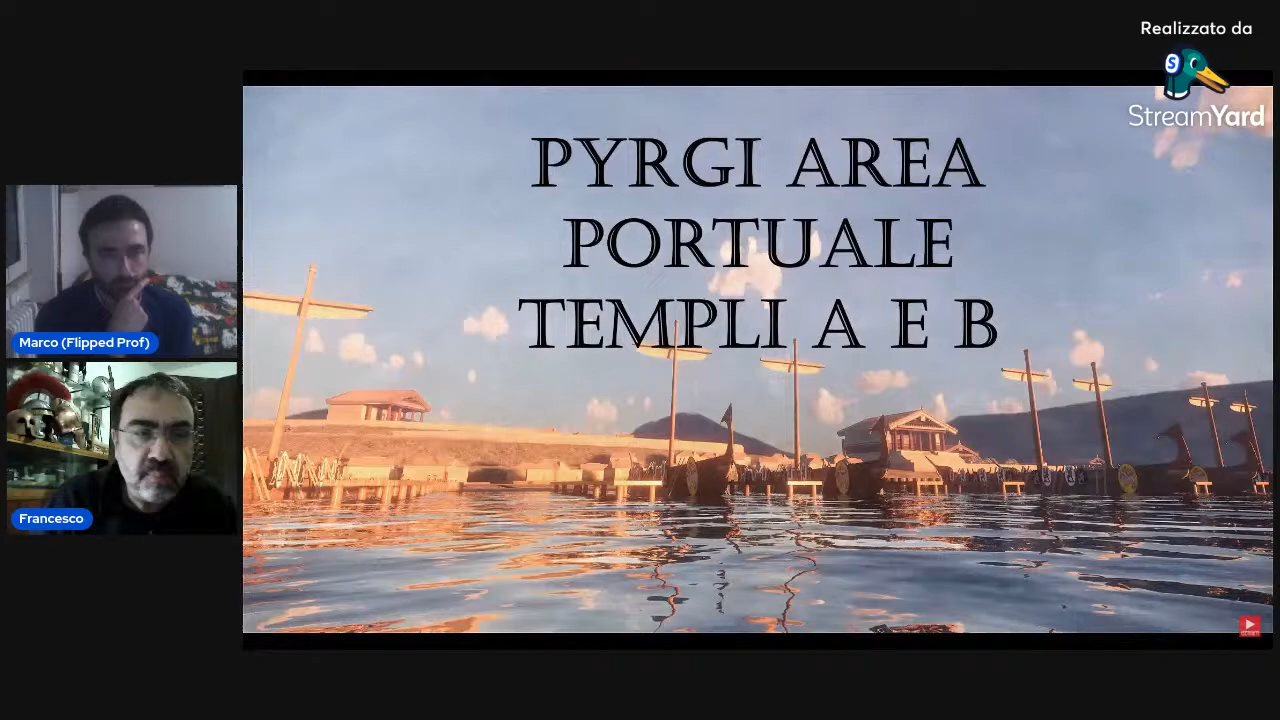 Realizzato da
StreamYard
PYRGI AREA
PORTUALE
TEMPLI A E B
Marco (Flipped Prof)
Francesco